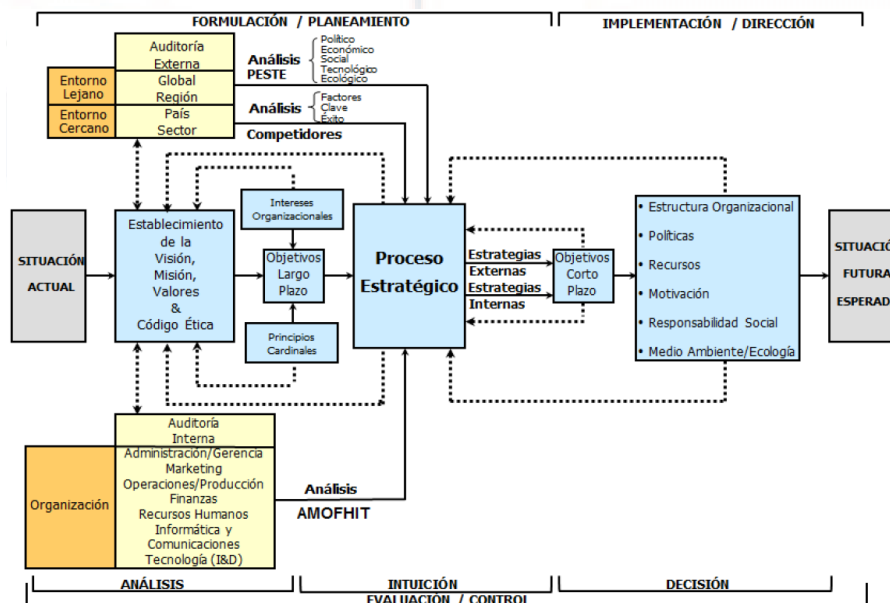 FORMULACIÓN / PLANEAMIENTO
IMPLEMENTACIÓN / DIRECCIÓN
Auditoría
Externa
Entorno
Lejano
Global
Región
Entorno
Cercano
País
Sector
Análisis
PESTE
Político
Económico
Social
Tecnológico
Ecológico
Análisis
Competidores
Factores
Clave
Éxito
SITUACIÓN
ACTUAL
Establecimiento
de la
Visión,
Misión,
Valores
&
Código Ética
Intereses
Organizacionales
Objetivos
Largo
Plazo
Principios
Cardinales
Proceso
Estratégico
Estrategias
Externas
Estrategias
Internas
Objetivos
Corto
Plazo
• Estructura Organizacional
• Políticas
• Recursos
• Motivación
• Responsabilidad Social
• Medio Ambiente/Ecología
SITUACIÓ
FUTURA
ESPERAD
Auditoría
Interna
Organización
Administración/Gerencia
Marketing
Operaciones/Producción
Finanzas
Recursos Humanos
Informática y
Comunicaciones
Tecnología (I&D)
Análisis
AMOFHIT
ANÁLISIS
INTUICIÓN
DECISIÓN
EVALUACIÓN / CONTROL